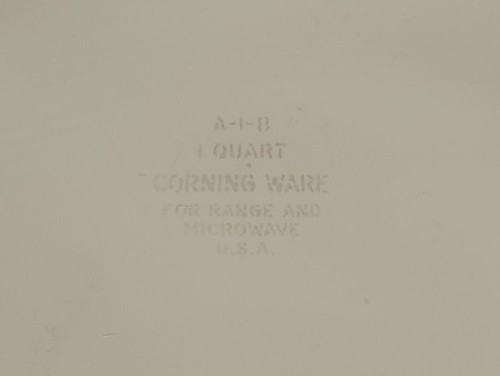 A-1-B
1 QUART
CORNING WARE
FOR RANGE AND
MICROWAVE
U.S.A.